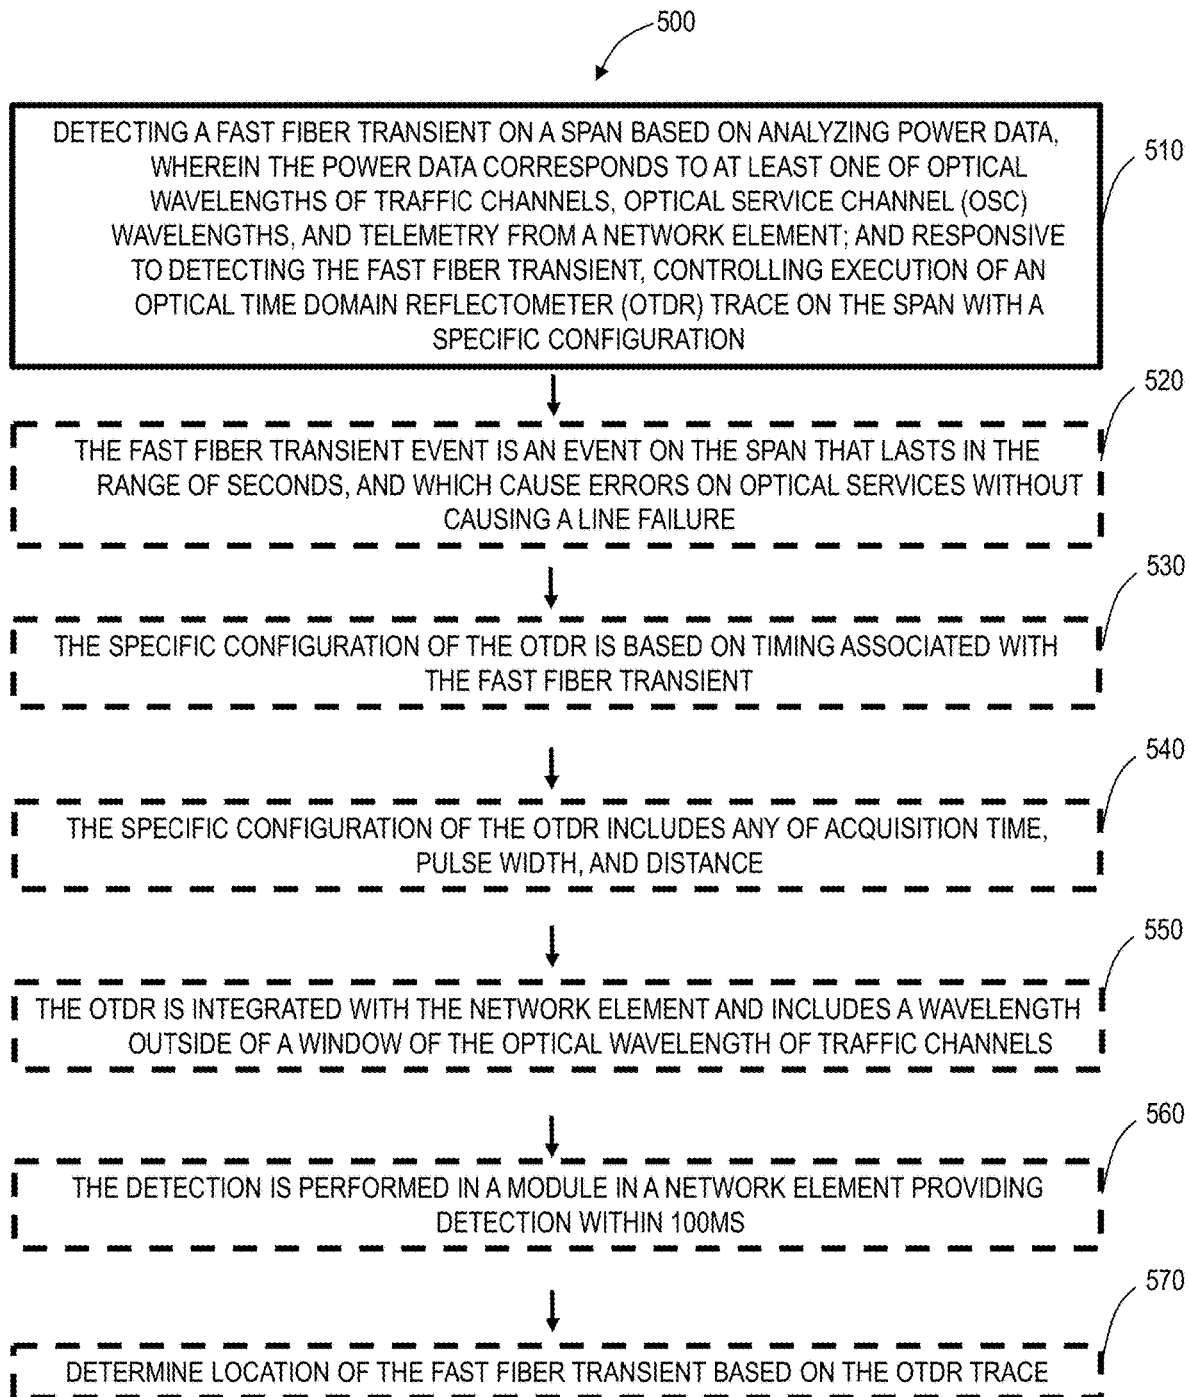 500
DETECTING A FAST FIBER TRANSIENT ON A SPAN BASED ON ANALYZING POWER DATA,
WHEREIN THE POWER DATA CORRESPONDS TO AT LEAST ONE OF OPTICAL
WAVELENGTHS OF TRAFFIC CHANNELS, OPTICAL SERVICE CHANNEL (OSC)
WAVELENGTHS, AND TELEMETRY FROM A NETWORK ELEMENT; AND RESPONSIVE
TO DETECTING THE FAST FIBER TRANSIENT, CONTROLLING EXECUTION OF AN
OPTICAL TIME DOMAIN REFLECTOMETER (OTDR) TRACE ON THE SPAN WITH A
SPECIFIC CONFIGURATION
510
THE FAST FIBER TRANSIENT EVENT IS AN EVENT ON THE SPAN THAT LASTS IN THE
RANGE OF SECONDS, AND WHICH CAUSE ERRORS ON OPTICAL SERVICES WITHOUT
CAUSING A LINE FAILURE
520
THE SPECIFIC CONFIGURATION OF THE OTDR IS BASED ON TIMING ASSOCIATED WITH
THE FAST FIBER TRANSIENT
530
THE SPECIFIC CONFIGURATION OF THE OTDR INCLUDES ANY OF ACQUISITION TIME,
PULSE WIDTH, AND DISTANCE
540
THE OTDR IS INTEGRATED WITH THE NETWORK ELEMENT AND INCLUDES A WAVELENGTH
OUTSIDE OF A WINDOW OF THE OPTICAL WAVELENGTH OF TRAFFIC CHANNELS
550
THE DETECTION IS PERFORMED IN A MODULE IN A NETWORK ELEMENT PROVIDING
DETECTION WITHIN 100MS
560
DETERMINE LOCATION OF THE FAST FIBER TRANSIENT BASED ON THE OTDR TRACE
570